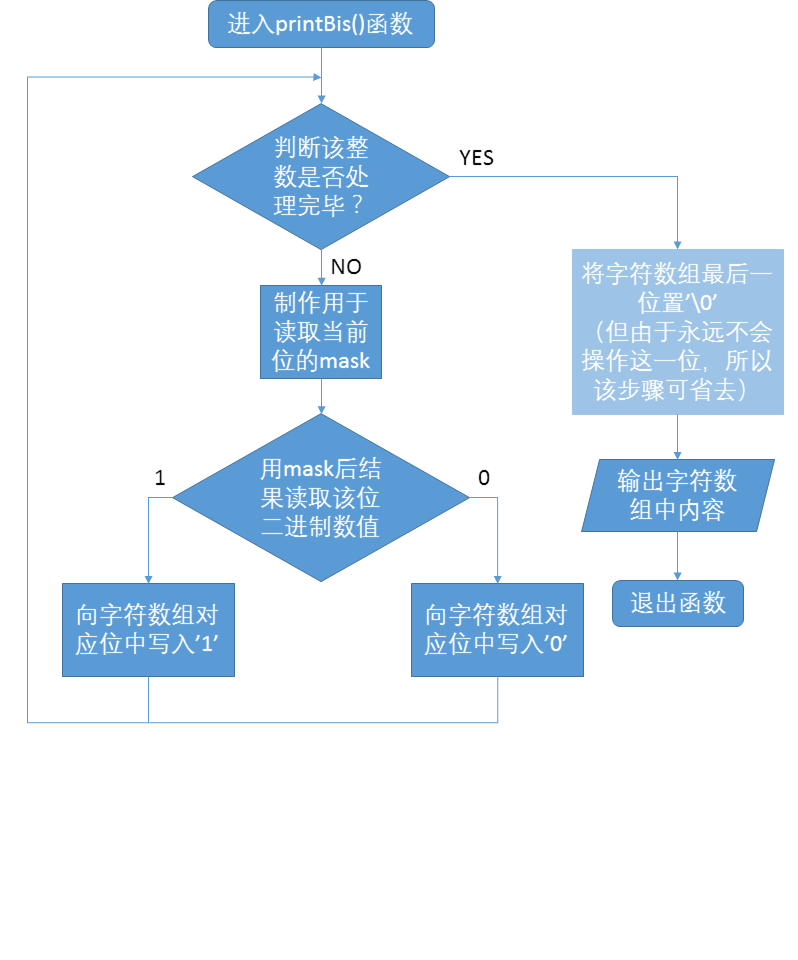 进入printBis()函数
判断该整
数是否处
理完毕？
YES
NO
制作用于
读取当前
位的mask
将字符数组最后一
位置’\0’
（但由于永远不会
操作这一位，所以
该步骤可省去）
用mask后结
果读取该位
二进制数值
1
0
输出字符数
组中内容
向字符数组对
应位中写入’1’
向字符数组对
应位中写入’0’
退出函数